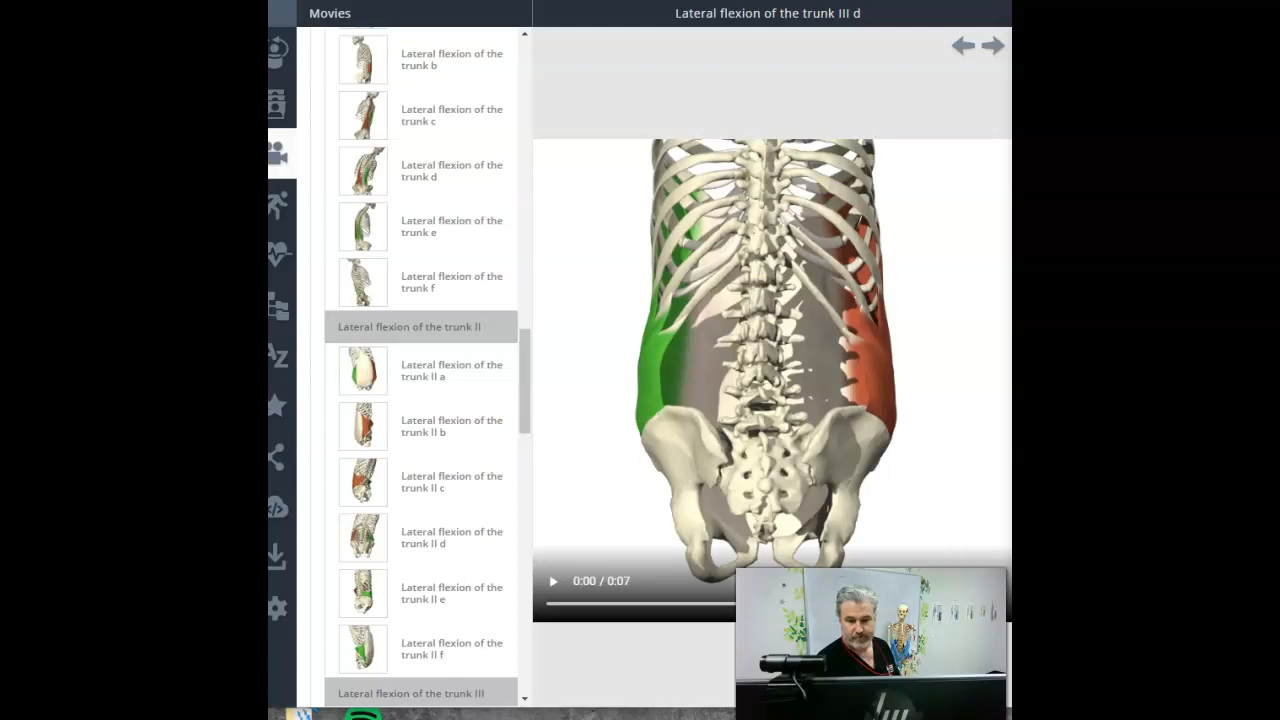 Movies
Lateral flexion of the trunk III d
Lateral flexion of the
trunk b
Lateral flexion of the
trunk c
Lateral flexion of the
trunk d
Lateral flexion of the
trunk e
Lateral flexion of the
trunk f
Lateral flexion of the trunk II
Lateral flexion of the
trunk II a
Lateral flexion of the
trunk II b
Lateral flexion of the
trunk II c
Lateral flexion of the
trunk II d
Lateral flexion of the
trunk II e
Lateral flexion of the
trunk II f
Lateral flexion of the trunk III
AZ
0:00 / 0:07
hp